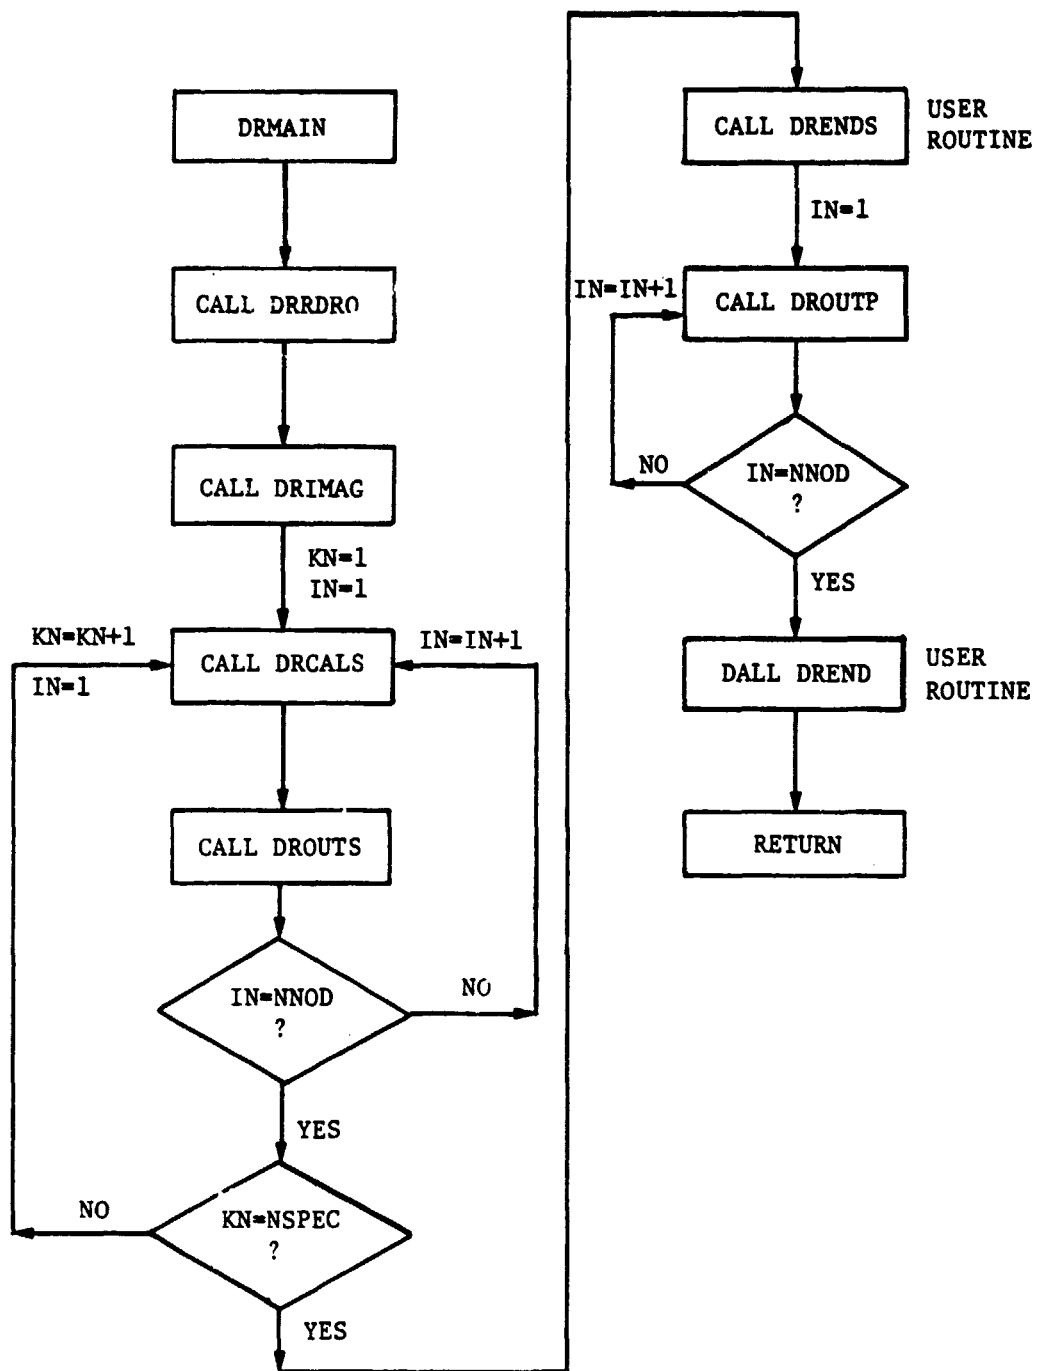 DRMAIN
CALL DRRDRO
CALL DRIMAG
KN=1
IN=1
KN=KN+1
IN=1
IN=IN+1
CALL DRCALS
CALL DROUTS
IN=NNOD
?
NO
YES
KN=NSPEC
?
NO
YES
CALL DRENDS
USER
ROUTINE
IN=1
IN=IN+1
CALL DROUTP
IN=NNOD
?
NO
YES
DALL DREND
USER
ROUTINE
RETURN